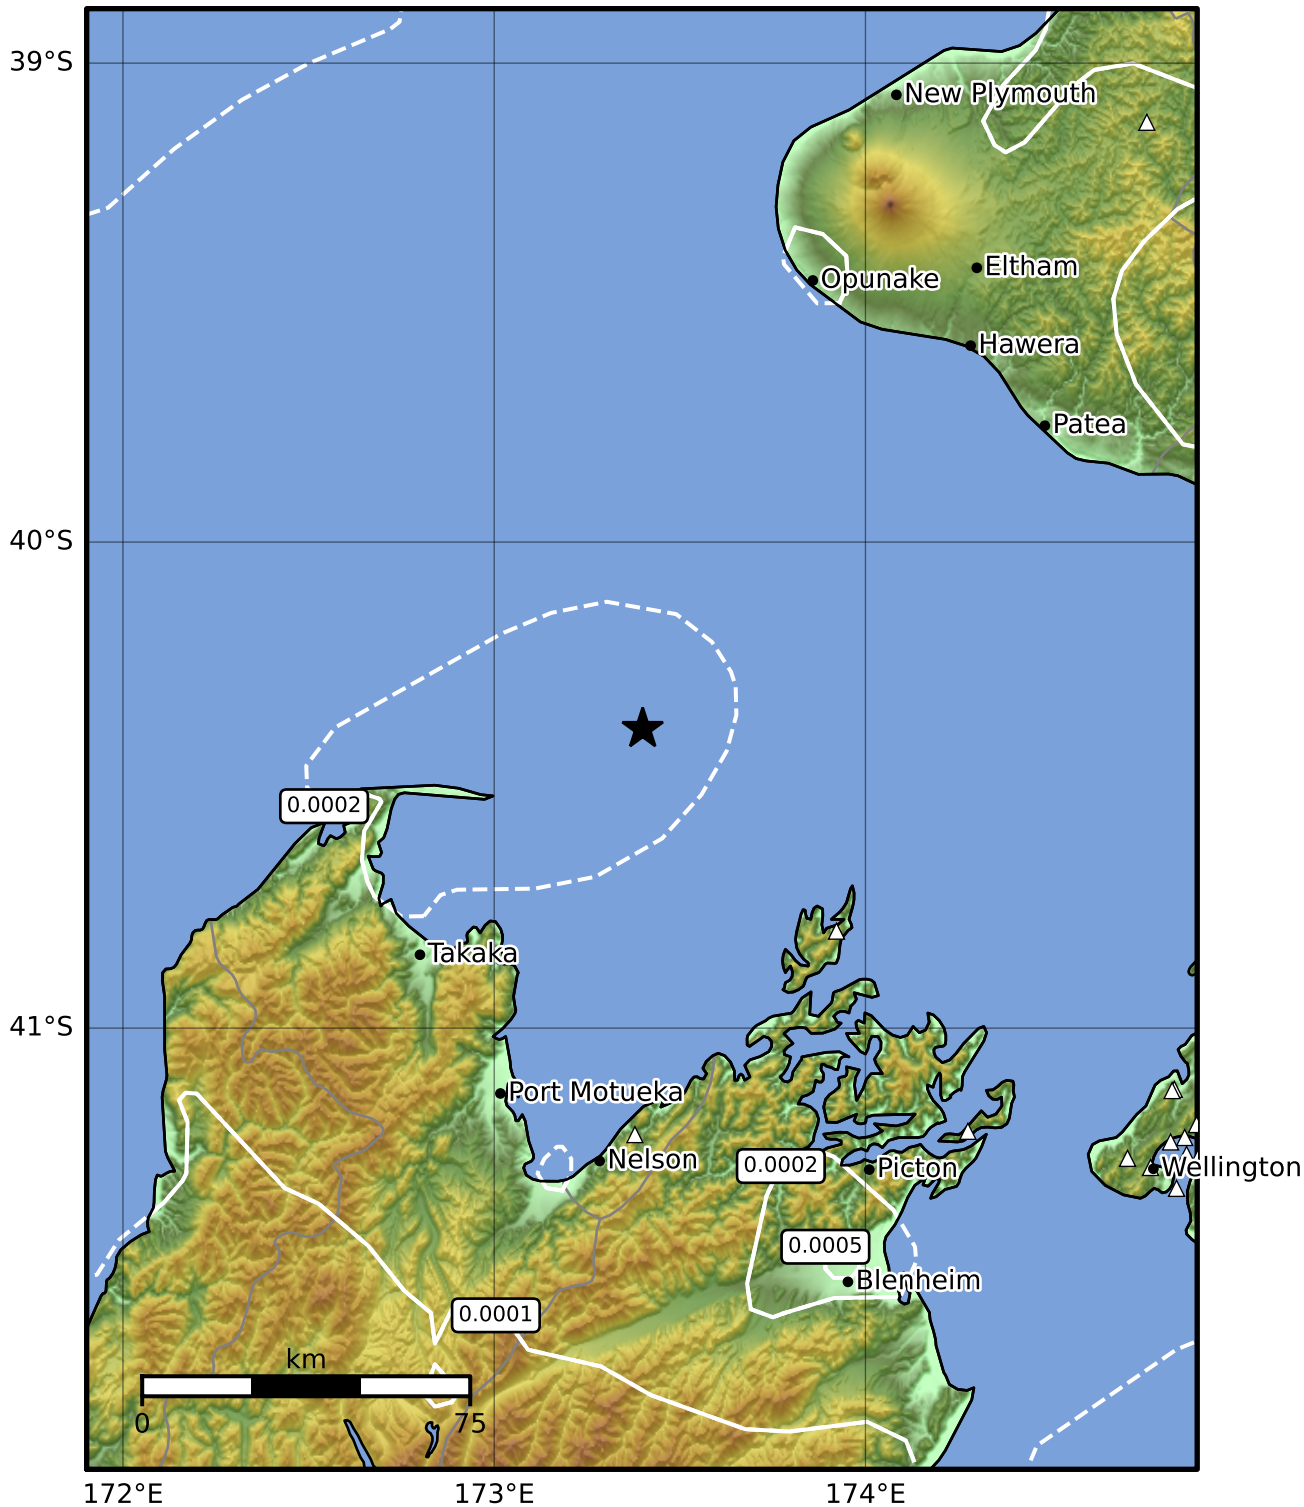 39°S
New Plymouth
Eltham
Opunake
Hawera
Patea
40°S
0.0002
Takaka
41°S
Port Motueka
Nelson
0.0002
Picton
Wellington
0.0005
Blenheim
0.0001
km
0
75
172°E
173°E
174°E